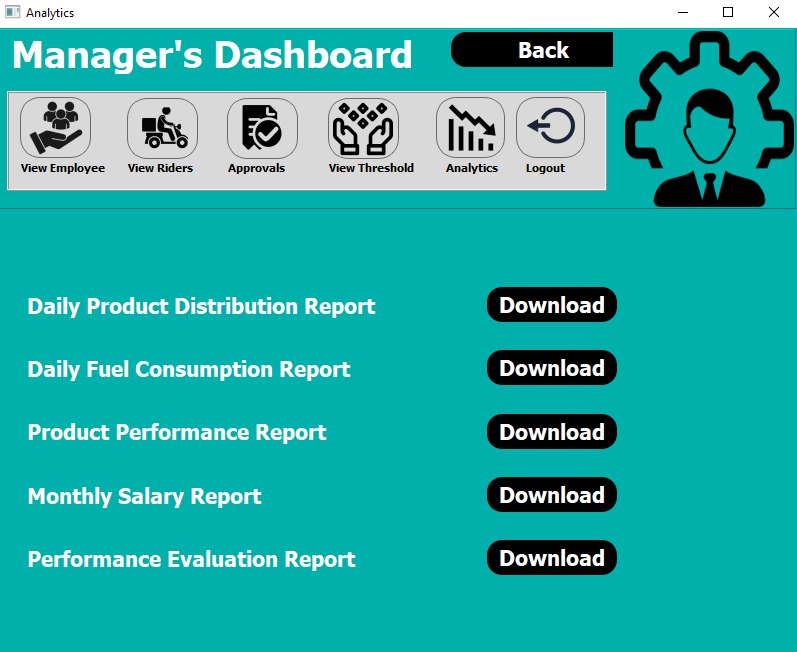 Analytics
Manager's Dashboard
Back
View Employee
View Riders
Approvals
View Threshold
Analytics
Logout
Daily Product Distribution Report
Download
Daily Fuel Consumption Report
Download
Product Performance Report
Download
Monthly Salary Report
Download
Performance Evaluation Report
Download